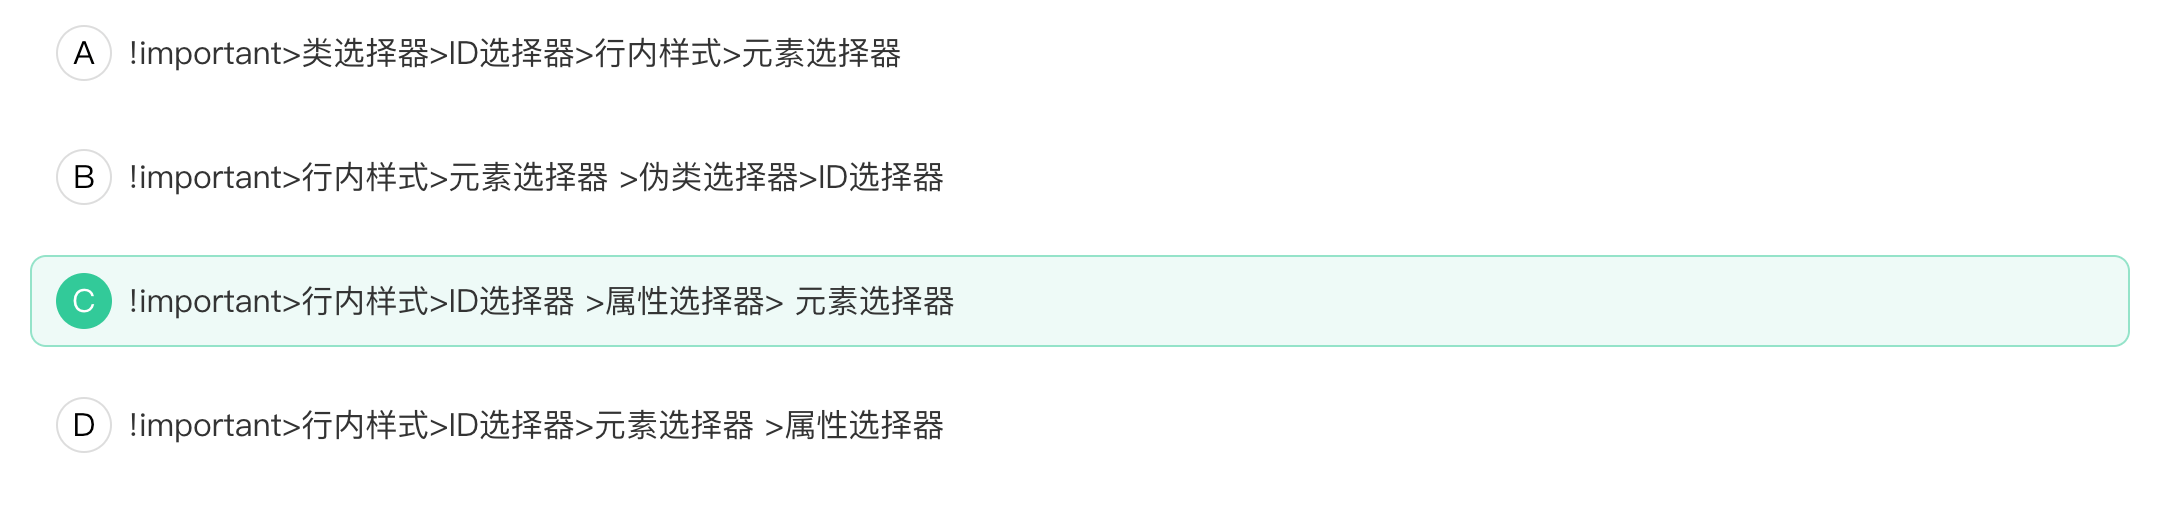 A !important>类选择器>ID选择器>行内样式>元素选择器
B !important>行内样式>元素选择器 >伪类选择器>ID选择器
C !important>行内样式>ID选择器 >属性选择器> 元素选择器
D !important>行内样式>ID选择器>元素选择器 >属性选择器